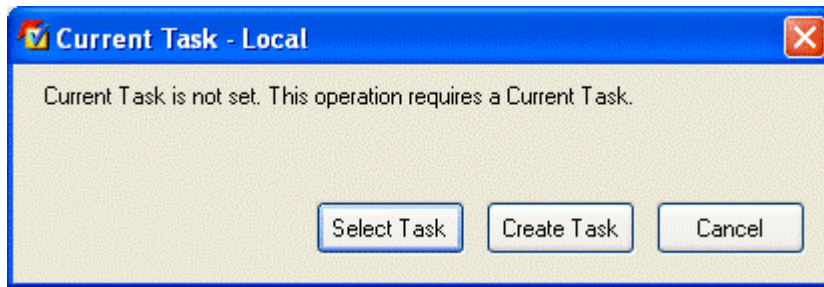 Current Task - Local
Current Task is not set. This operation requires a Current Task.
Select Task
Create Task
Cancel